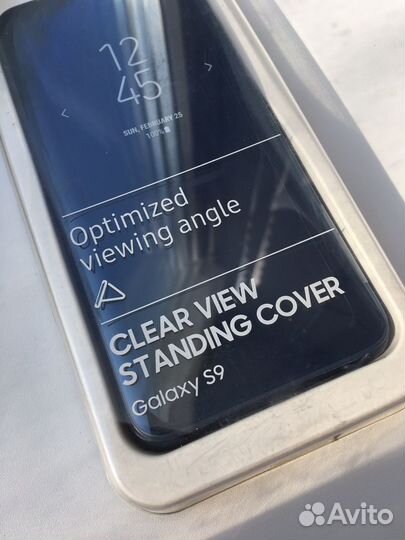 12
45
SUN, FEBRUARY 25
100%
Optimized
viewing angle
CLEAR VIEW
STANDING COVER
Galaxy S9
Avito